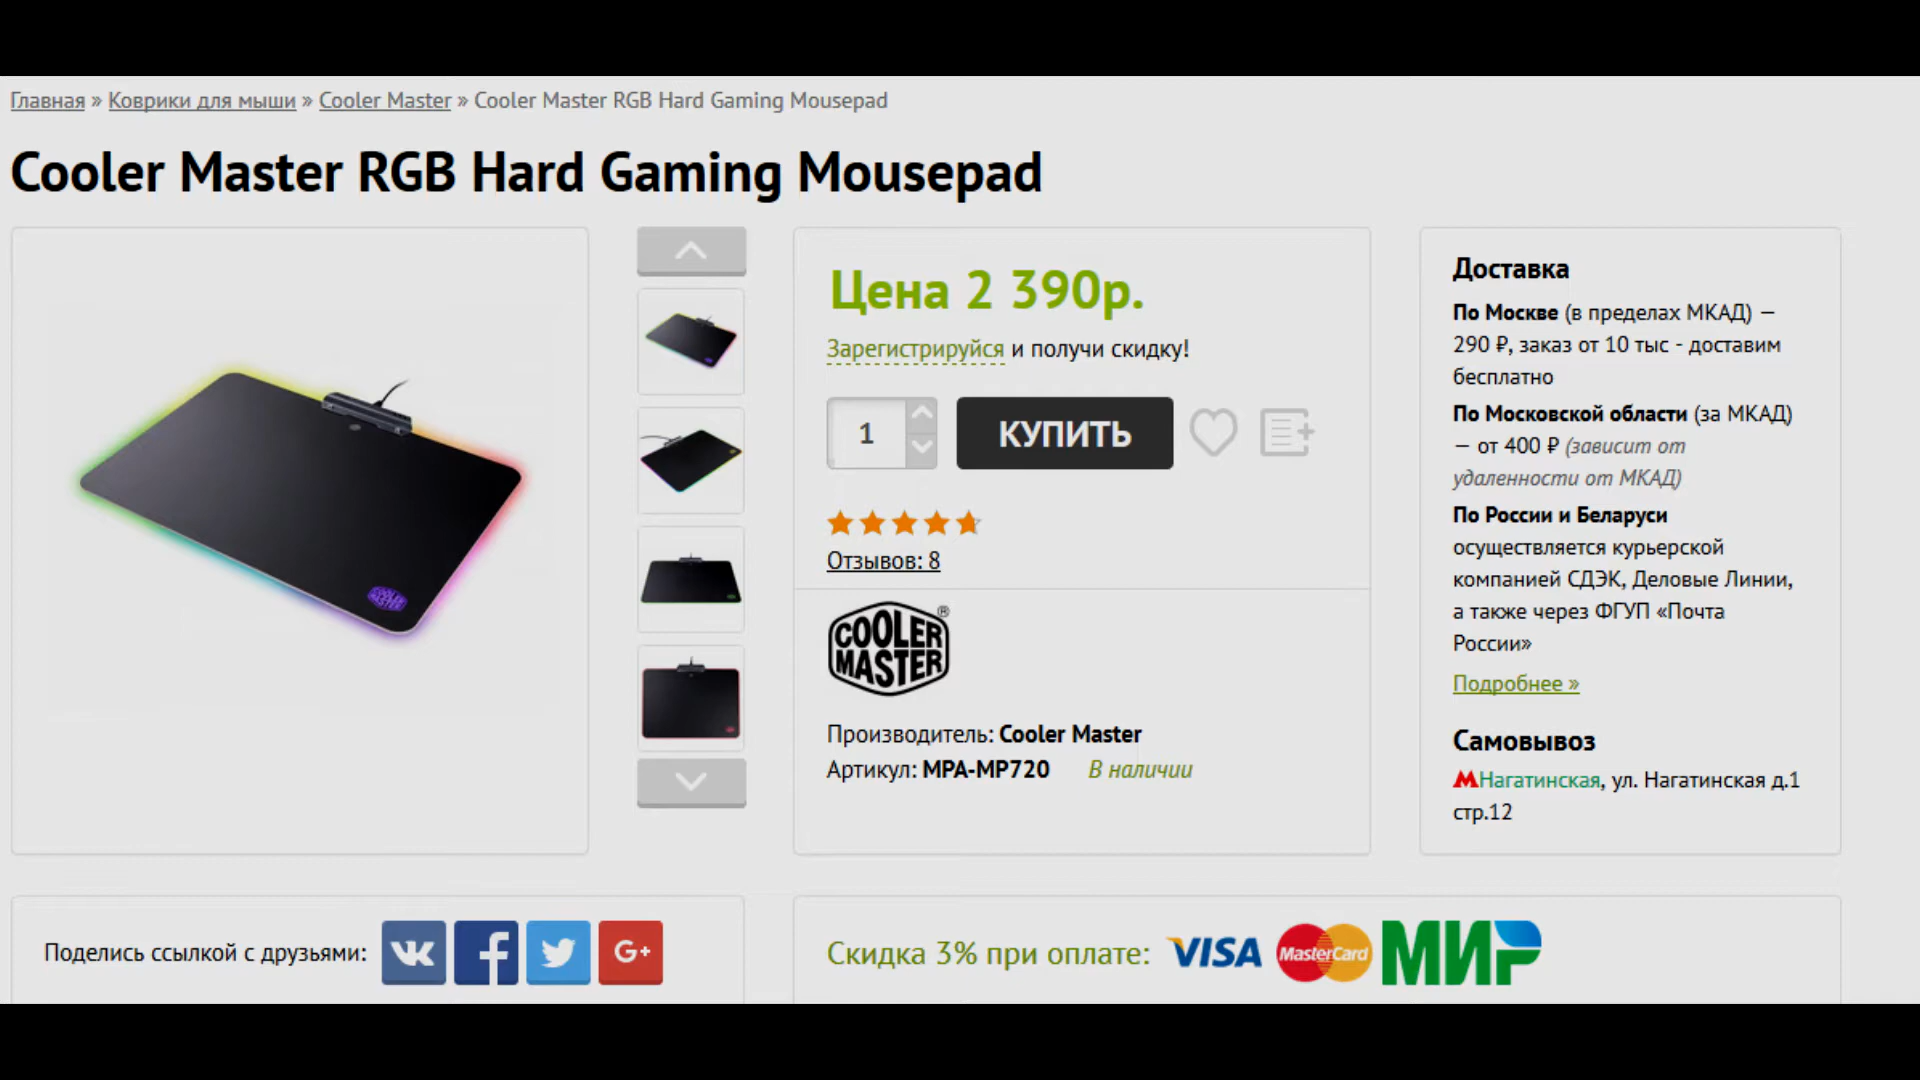 Главная » Коврики для мыши » Cooler Master » Cooler Master RGB Hard Gaming Mousepad
Cooler Master RGB Hard Gaming Mousepad
COOLER
MASTER
Цена 2 390р.
Зарегистрируйся и получи скидку!
1
КУПИТЬ
Отзывов: 8
COOLER ®
MASTER
Производитель: Cooler Master
Артикул: MPA-MP720 В наличии
Доставка
По Москве (в пределах МКАД) —
290 ₽, заказ от 10 тыс - доставим
бесплатно
По Московской области (за МКАД)
— от 400 ₽ (зависит от
удаленности от МКАД)
По России и Беларуси
осуществляется курьерской
компанией СДЭК, Деловые Линии,
а также через ФГУП «Почта
России»
Подробнее »
Самовывоз
Нагатинская, ул. Нагатинская д.1
стр.12
Поделись ссылкой с друзьями: G+
Скидка 3% при оплате: VISA MasterCard МИР